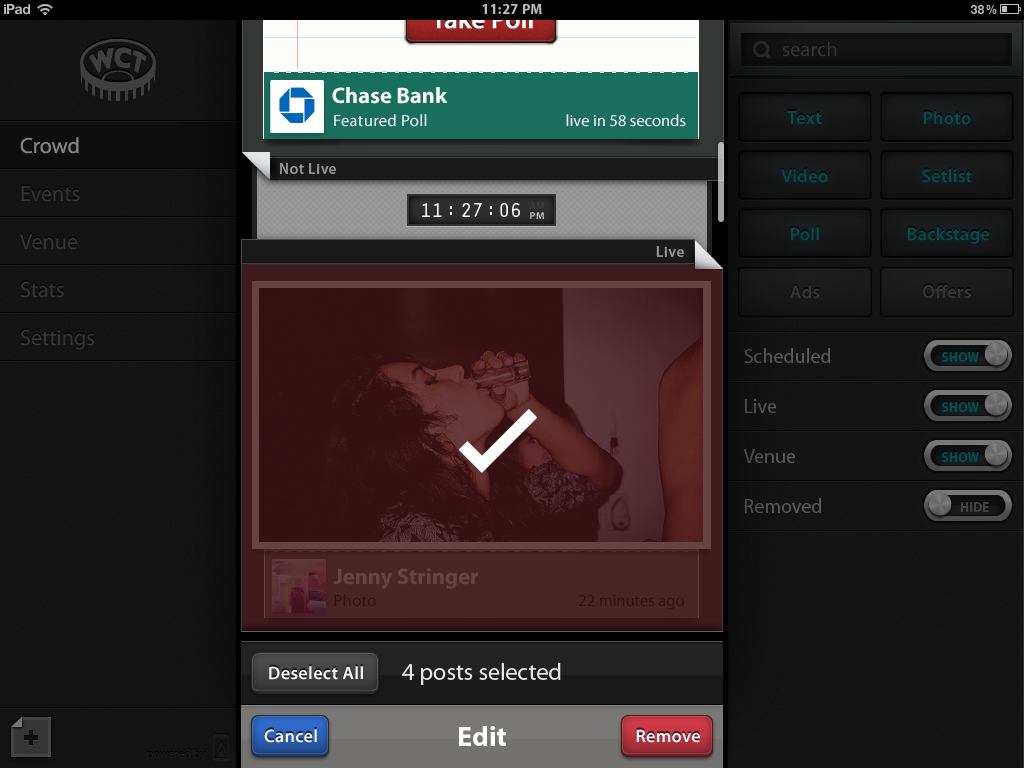 iPad 11:27 PM 38%
WCT
Crowd
Events
Venue
Stats
Settings
powered by
Take Poll
Chase Bank
Featured Poll live in 58 seconds
Not Live
11:27:06 AM
PM
Live
Jenny Stringer
Photo 22 minutes ago
Deselect All 4 posts selected
Cancel Edit Remove
search
Text Photo
Video Setlist
Poll Backstage
Ads Offers
Scheduled SHOW
Live SHOW
Venue SHOW
Removed HIDE